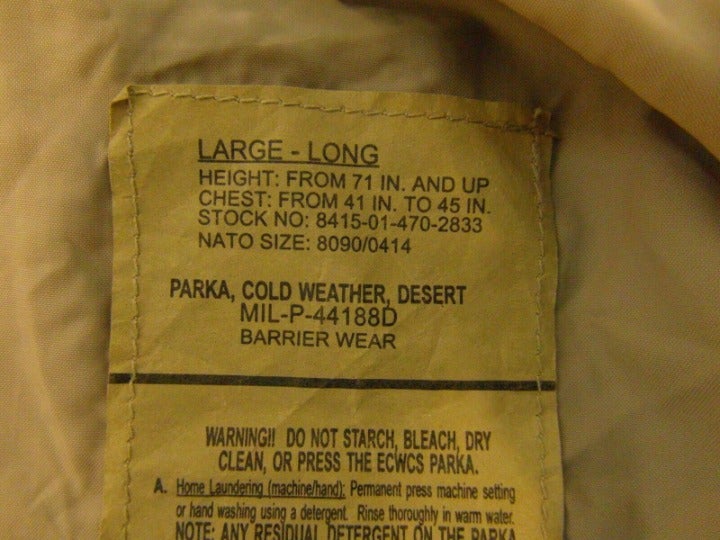 LARGE - LONG
HEIGHT: FROM 71 IN. AND UP
CHEST: FROM 41 IN. TO 45 IN.
STOCK NO: 8415-01-470-2833
NATO SIZE: 8090/0414
PARKA, COLD WEATHER, DESERT
MIL-P-44188D
BARRIER WEAR
WARNING!! DO NOT STARCH, BLEACH, DRY
CLEAN, OR PRESS THE ECWCS PARKA.
A. Home Laundering (machine/hand): Permanent press machine setting
or hand washing using a detergent. Rinse thoroughly in warm water.
NOTE: ANY RESIDUAL DETERGENT ON THE PARKA